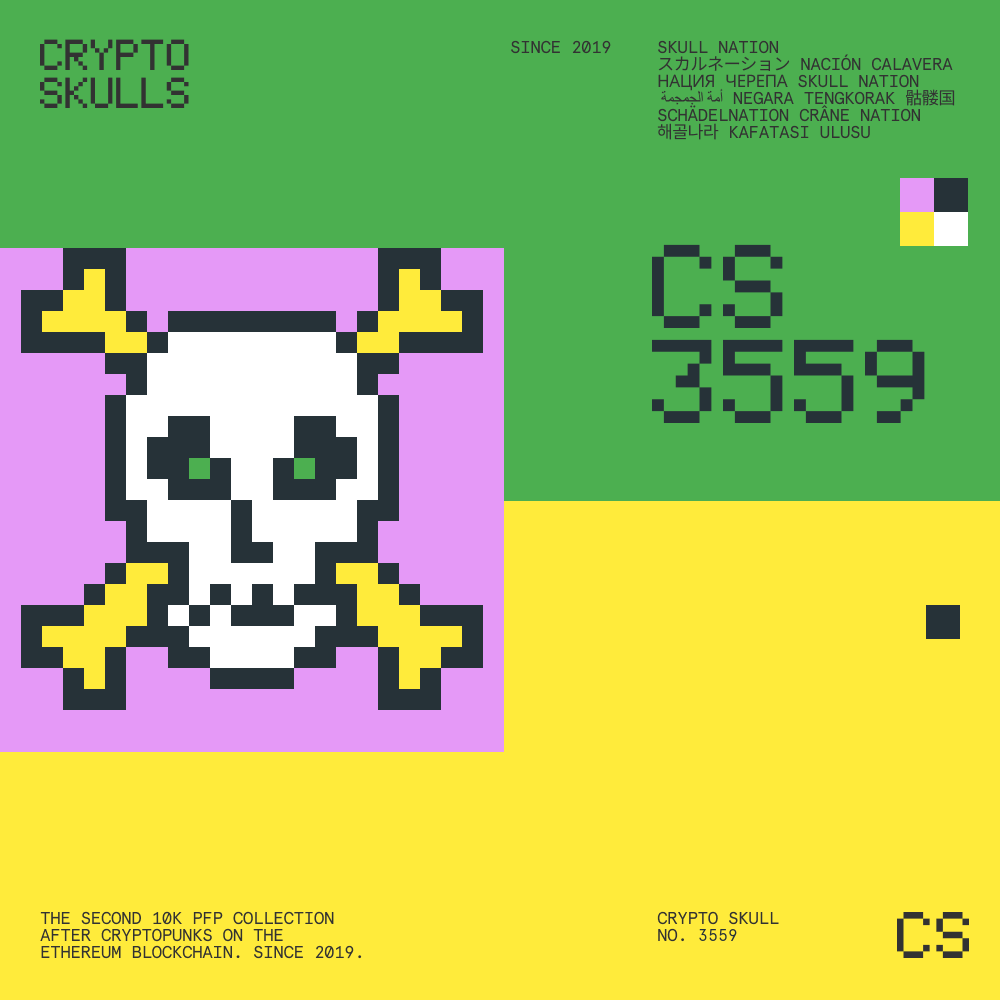 CRYPTO
SKULLS
SINCE 2019
SKULL NATION
スカルネーション NACIÓN CALAVERA
НАЦИЯ ЧЕРЕПА SKULL NATION
أمة الجمجمة NEGARA TENGKORAK 骷髅国
SCHÄDELNATION CRÂNE NATION
해골나라 KAFATASI ULUSU
CS
3559
THE SECOND 10K PFP COLLECTION
AFTER CRYPTOPUNKS ON THE
ETHEREUM BLOCKCHAIN. SINCE 2019.
CRYPTO SKULL
NO. 3559
CS